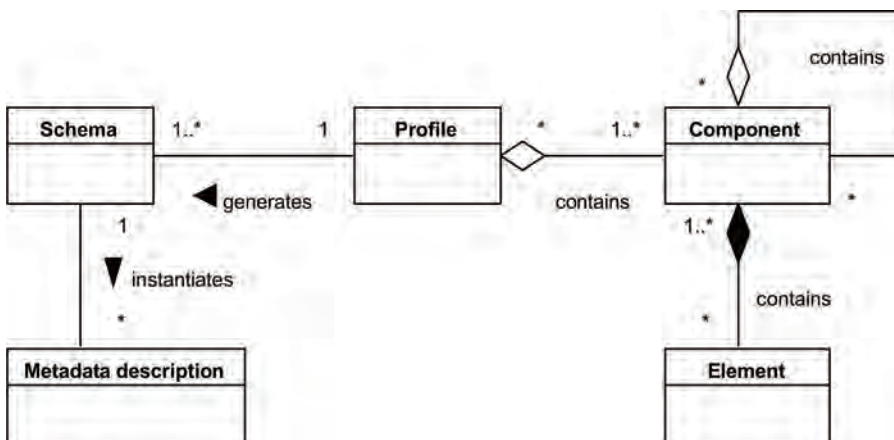 contains
*
Schema 1..* 1 Profile * 1..* Component
generates contains *
1 1..*
instantiates
contains
* *
Metadata description Element